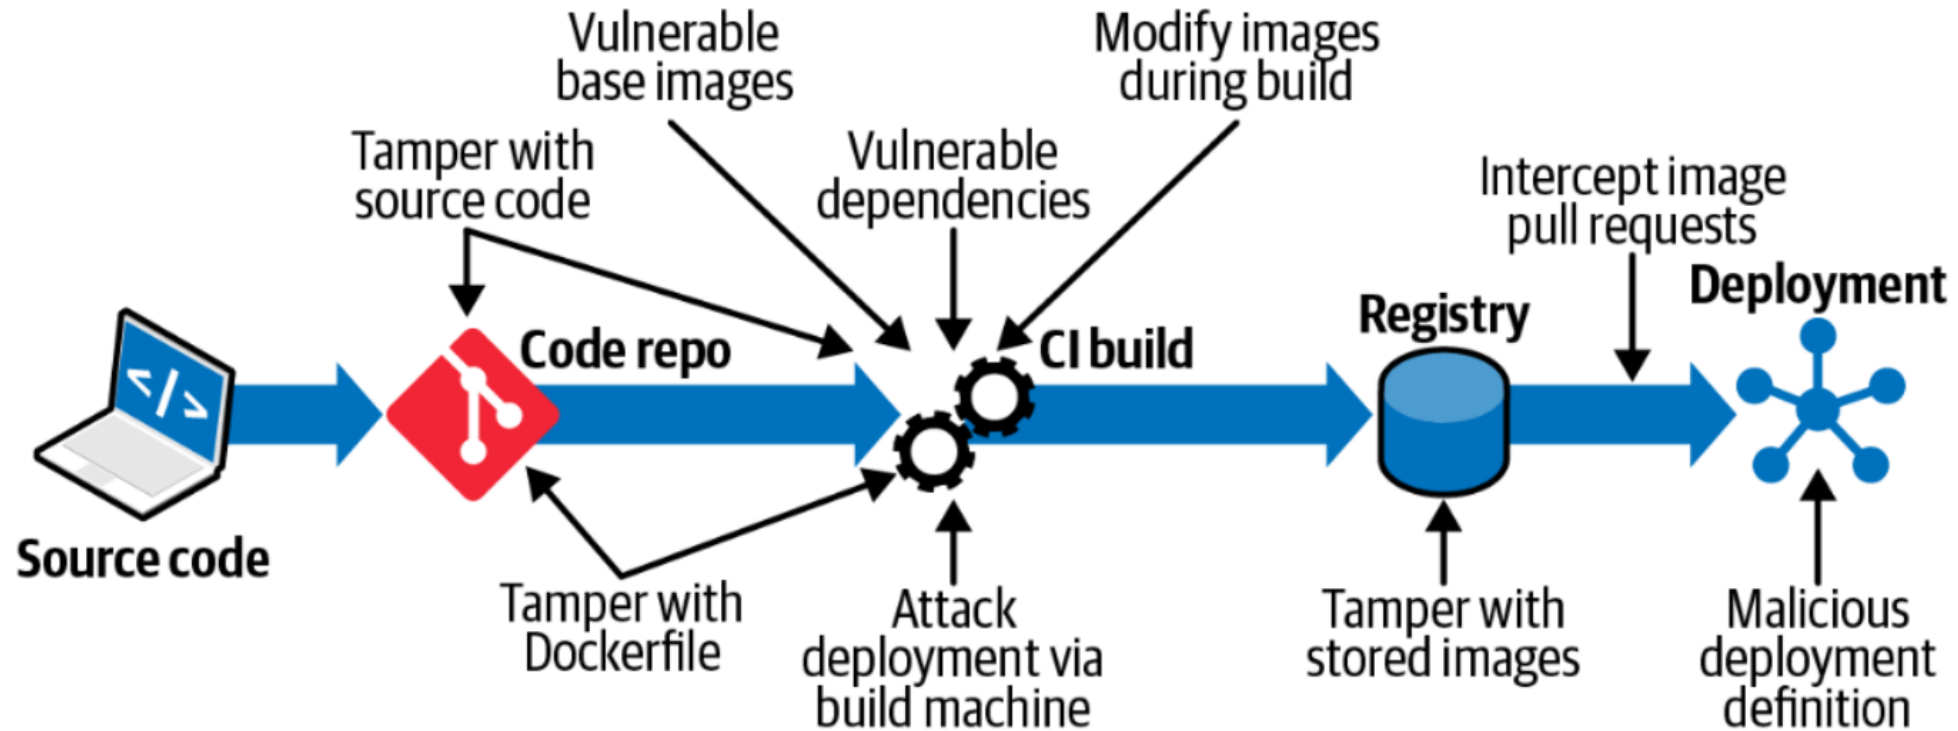 Vulnerable
base images
Modify images
during build
Tamper with
source code
Vulnerable
dependencies
Intercept image
pull requests
Deployment
Registry
Code repo
CI build
</>
Source code
Tamper with
Dockerfile
Attack
deployment via
build machine
Tamper with
stored images
Malicious
deployment
definition